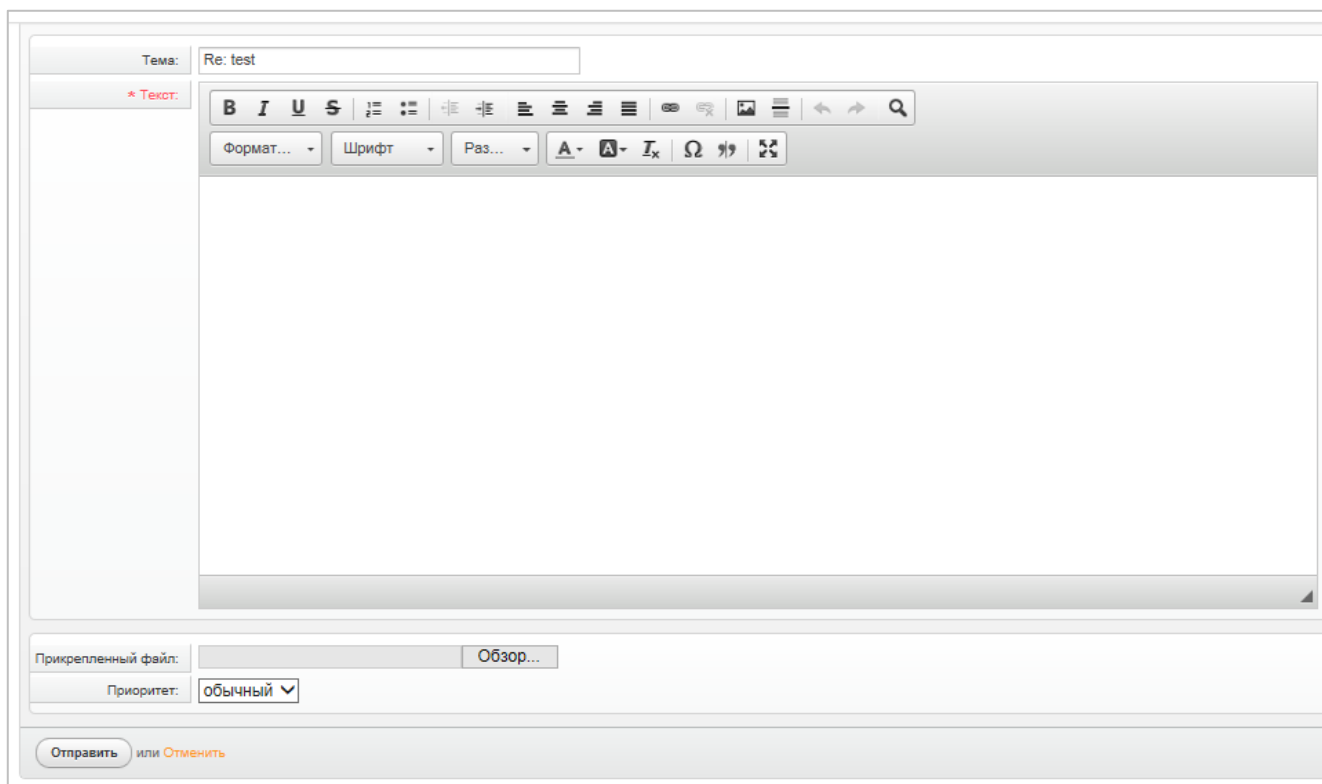 Тема: Re: test
* Текст:
Формат... Шрифт Раз...
Прикрепленный файл: Обзор...
Приоритет: обычный
Отправить или Отменить